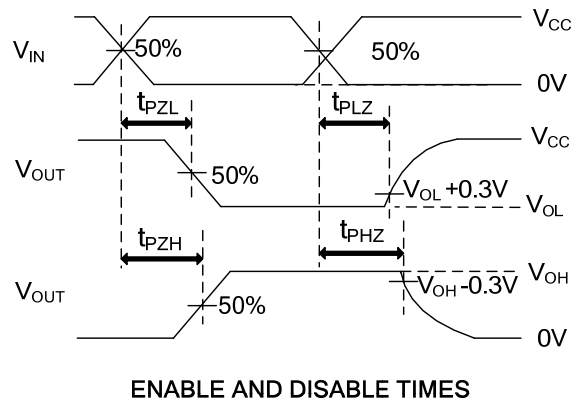 V_CC
V_IN
50%
50%
0V
t_PZL
t_PLZ
V_CC
V_OUT
50%
V_OL +0.3V
V_OL
t_PZH
t_PHZ
V_OH
V_OUT
50%
V_OH -0.3V
0V
ENABLE AND DISABLE TIMES